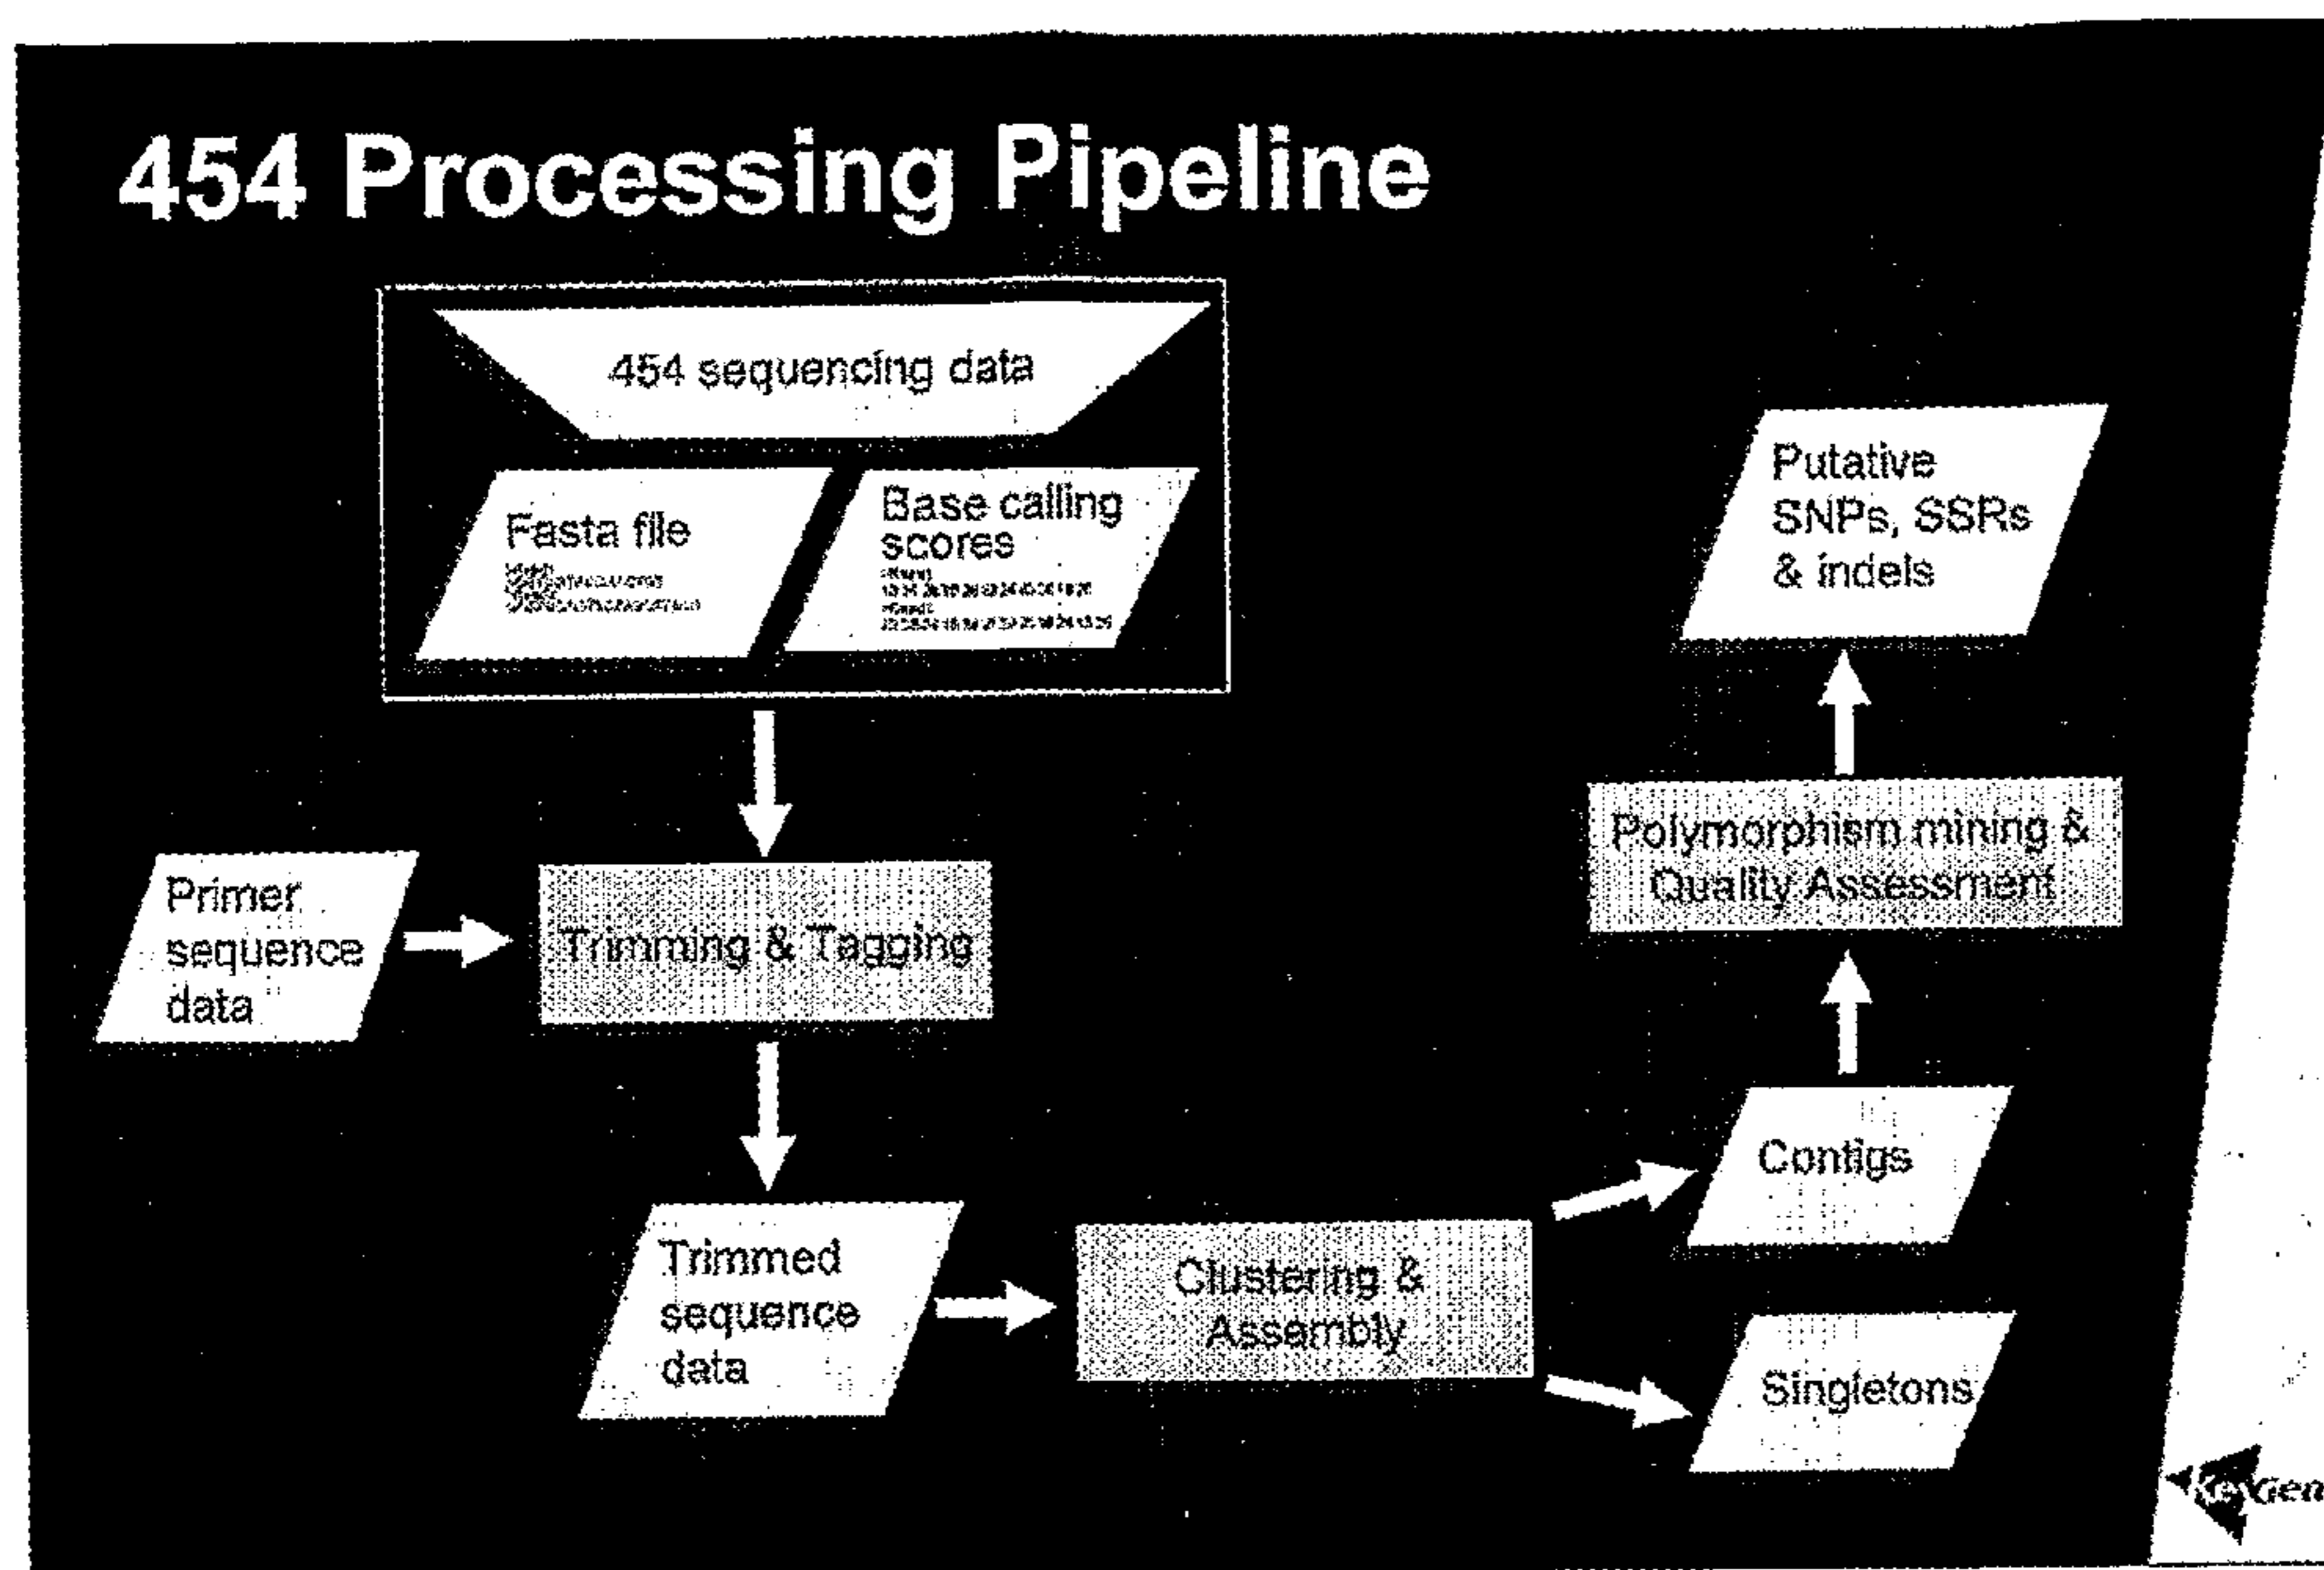 454 Processing Pipeline
454 sequencing data
Fasta file
Base calling
scores
Putative
SNPs, SSRs
& indels
Primer
sequence
data
Trimming & Tagging
Polymorphism mining &
Quality Assessment
Trimmed
sequence
data
Clustering &
Assembly
Contigs
Singletons